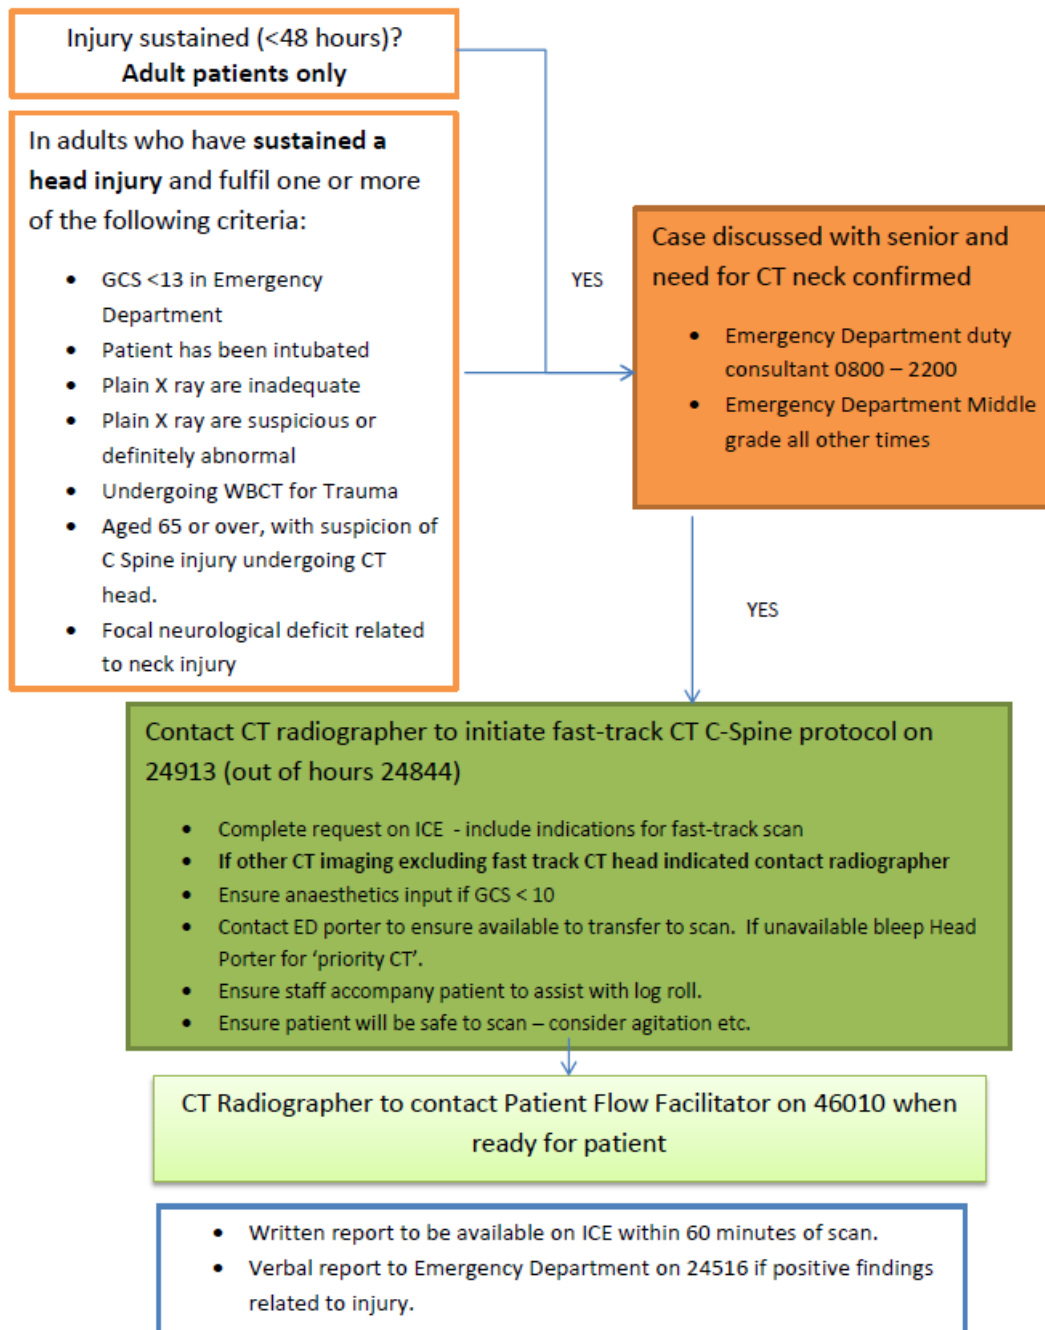 Injury sustained (<48 hours)?
Adult patients only
In adults who have sustained a
head injury and fulfil one or more
of the following criteria:
• GCS <13 in Emergency
Department
• Patient has been intubated
• Plain X ray are inadequate
• Plain X ray are suspicious or
definitely abnormal
• Undergoing WBCT for Trauma
• Aged 65 or over, with suspicion of
C Spine injury undergoing CT
head.
• Focal neurological deficit related
to neck injury
YES
Case discussed with senior and
need for CT neck confirmed
• Emergency Department duty
consultant 0800 – 2200
• Emergency Department Middle
grade all other times
YES
Contact CT radiographer to initiate fast-track CT C-Spine protocol on
24913 (out of hours 24844)
• Complete request on ICE - include indications for fast-track scan
• If other CT imaging excluding fast track CT head indicated contact radiographer
• Ensure anaesthetics input if GCS < 10
• Contact ED porter to ensure available to transfer to scan. If unavailable bleep Head
Porter for ‘priority CT’.
• Ensure staff accompany patient to assist with log roll.
• Ensure patient will be safe to scan – consider agitation etc.
CT Radiographer to contact Patient Flow Facilitator on 46010 when
ready for patient
• Written report to be available on ICE within 60 minutes of scan.
• Verbal report to Emergency Department on 24516 if positive findings
related to injury.